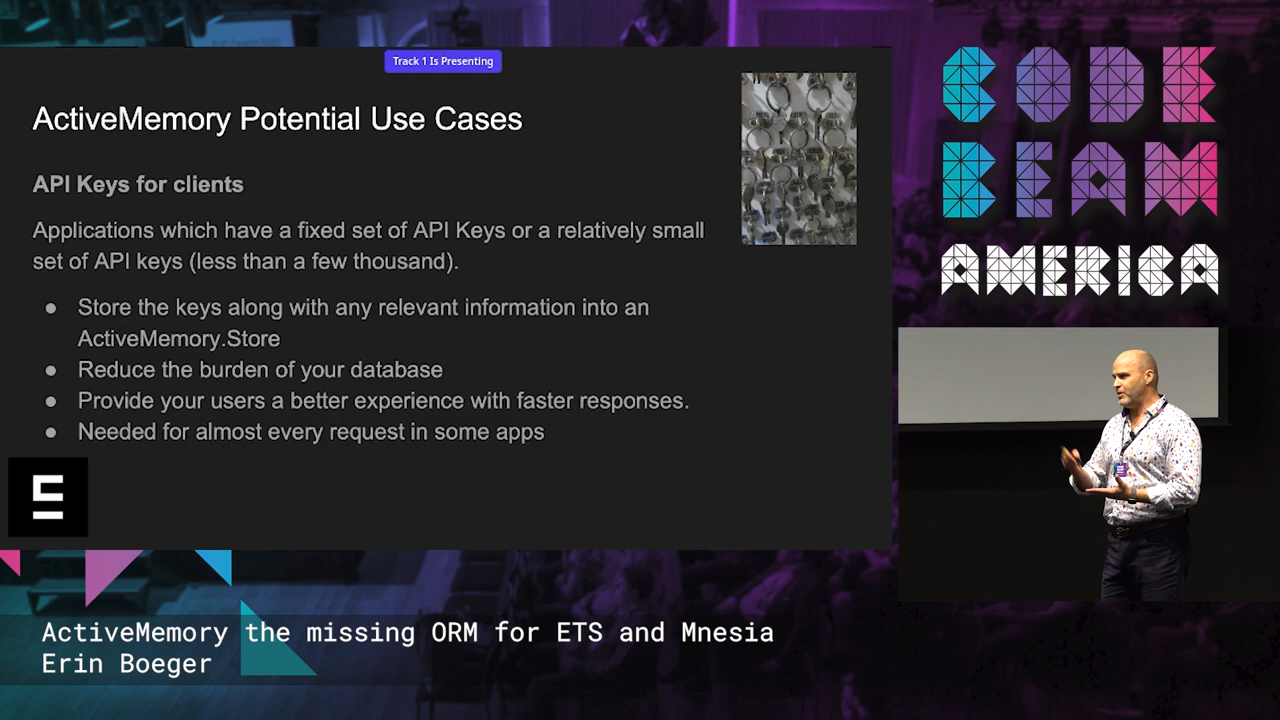 Track 1 Is Presenting
ActiveMemory Potential Use Cases
API Keys for clients
Applications which have a fixed set of API Keys or a relatively small
set of API keys (less than a few thousand).
● Store the keys along with any relevant information into an
ActiveMemory.Store
● Reduce the burden of your database
● Provide your users a better experience with faster responses.
● Needed for almost every request in some apps
CODE
BEAM
AMERICA
ActiveMemory the missing ORM for ETS and Mnesia
Erin Boeger